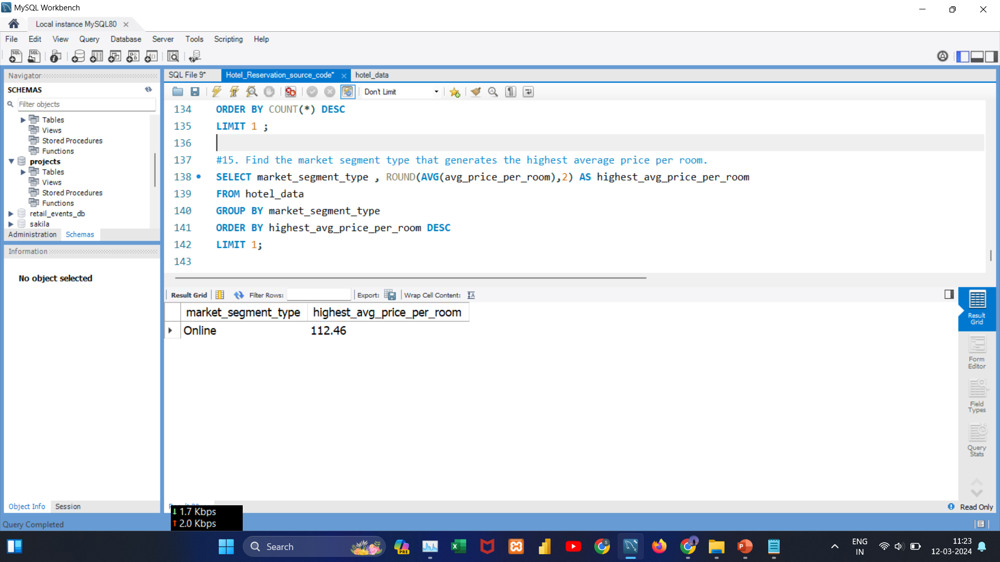 MySQL Workbench
Local instance MySQL80
File Edit View Query Database Server Tools Scripting Help
Navigator
SCHEMAS
Filter objects
Tables
Views
Stored Procedures
Functions
projects
Tables
Views
Stored Procedures
Functions
retail_events_db
sakila
Administration Schemas
Information
No object selected
Object Info Session
Query Completed
SQL File 9* Hotel_Reservation_source_code* hotel_data
Don't Limit
134 ORDER BY COUNT(*) DESC
135 LIMIT 1 ;
136
137 #15. Find the market segment type that generates the highest average price per room.
138 SELECT market_segment_type , ROUND(AVG(avg_price_per_room),2) AS highest_avg_price_per_room
139 FROM hotel_data
140 GROUP BY market_segment_type
141 ORDER BY highest_avg_price_per_room DESC
142 LIMIT 1;
143
Result Grid Filter Rows: Export: Wrap Cell Content:
market_segment_type highest_avg_price_per_room
Online 112.46
Result Grid
Form Editor
Field Types
Query Stats
Read Only
1.7 Kbps
2.0 Kbps
Search
PRE
ENG
IN
11:23
12-03-2024